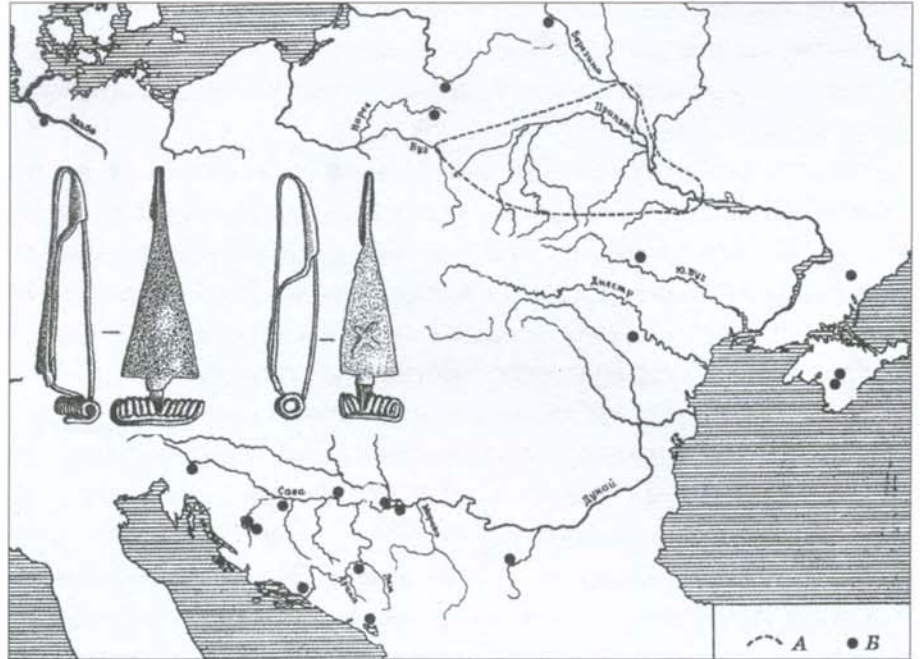 Березина
Эльба
Нарев
Припять
Буг
Ю.Буг
Днестр
Сава
Дунай
А
Б